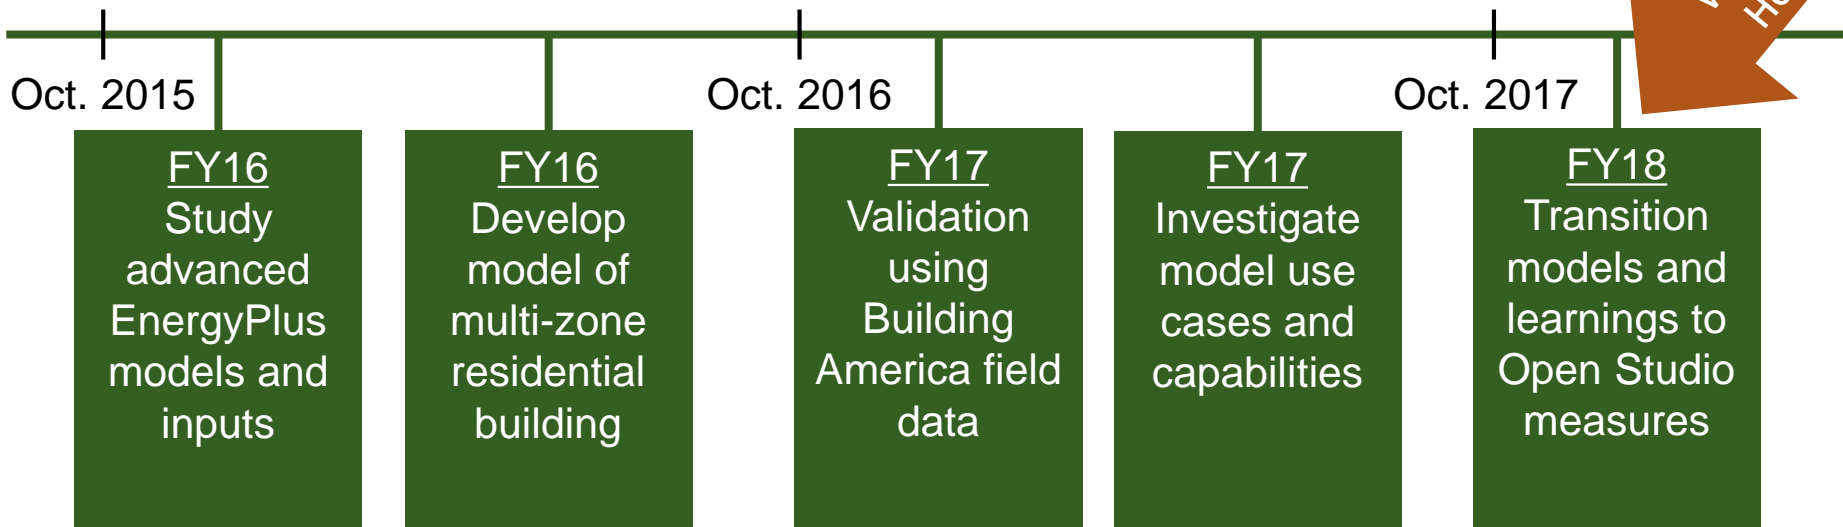 Oct. 2015
Oct. 2016
Oct. 2017
FY16
Study
advanced
EnergyPlus
models and
inputs
FY16
Develop
model of
multi-zone
residential
building
FY17
Validation
using
Building
America field
data
FY17
Investigate
model use
cases and
capabilities
FY18
Transition
models and
learnings to
Open Studio
measures